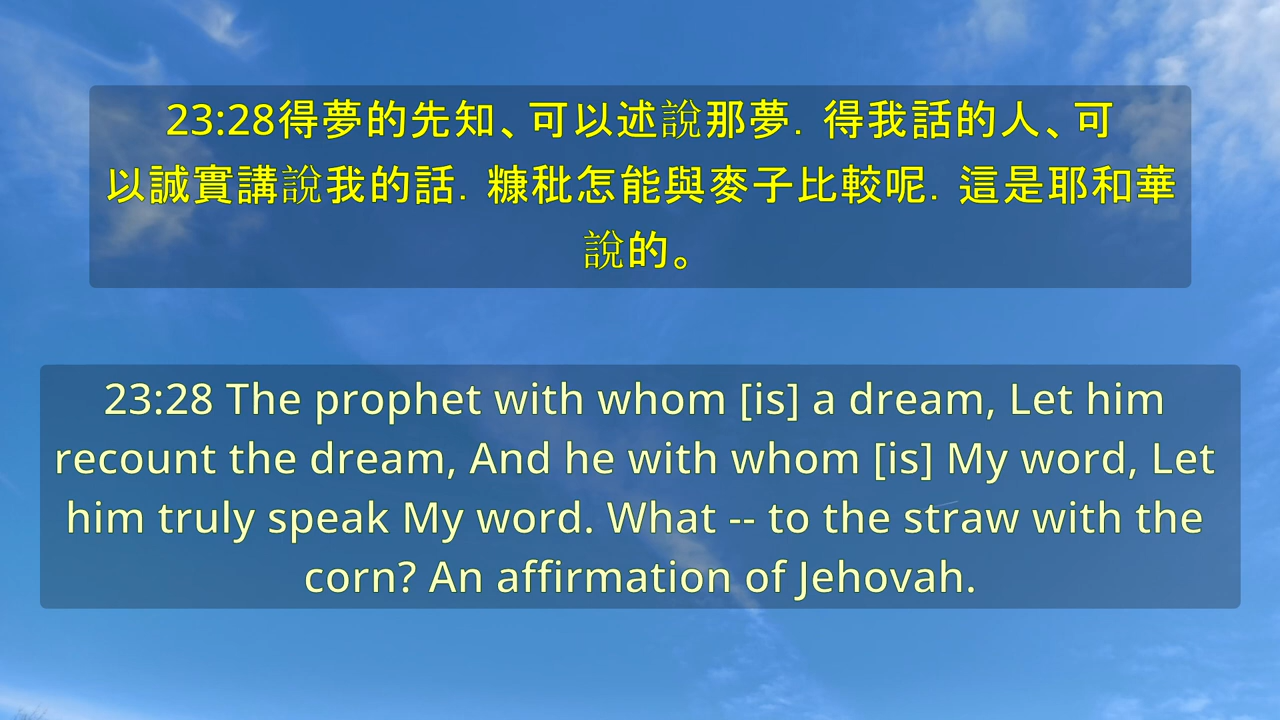 23:28得夢的先知、可以述說那夢．得我話的人、可
以誠實講說我的話．糠秕怎能與麥子比較呢．這是耶和華
說的。
23:28 The prophet with whom [is] a dream, Let him
recount the dream, And he with whom [is] My word, Let
him truly speak My word. What -- to the straw with the
corn? An affirmation of Jehovah.